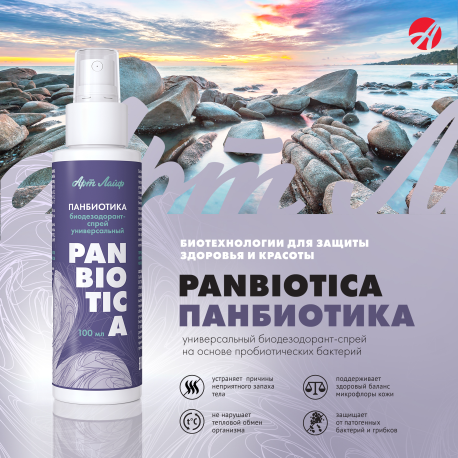 Арт Лайф
ПАНБИОТИКА
биодезодорант-
спрей
универсальный
PAN
BIO
TIC
A
100 мл
Арт Л
БИОТЕХНОЛОГИИ ДЛЯ ЗАЩИТЫ
ЗДОРОВЬЯ И КРАСОТЫ
PANBIOTICA
ПАНБИОТИКА
универсальный биодезодорант-спрей
на основе пробиотических бактерий
устраняет причины
неприятного запаха
тела
поддерживает
здоровый баланс
микрофлоры кожи
t°C
не нарушает
тепловой обмен
организма
защищает
от патогенных
бактерий и грибков